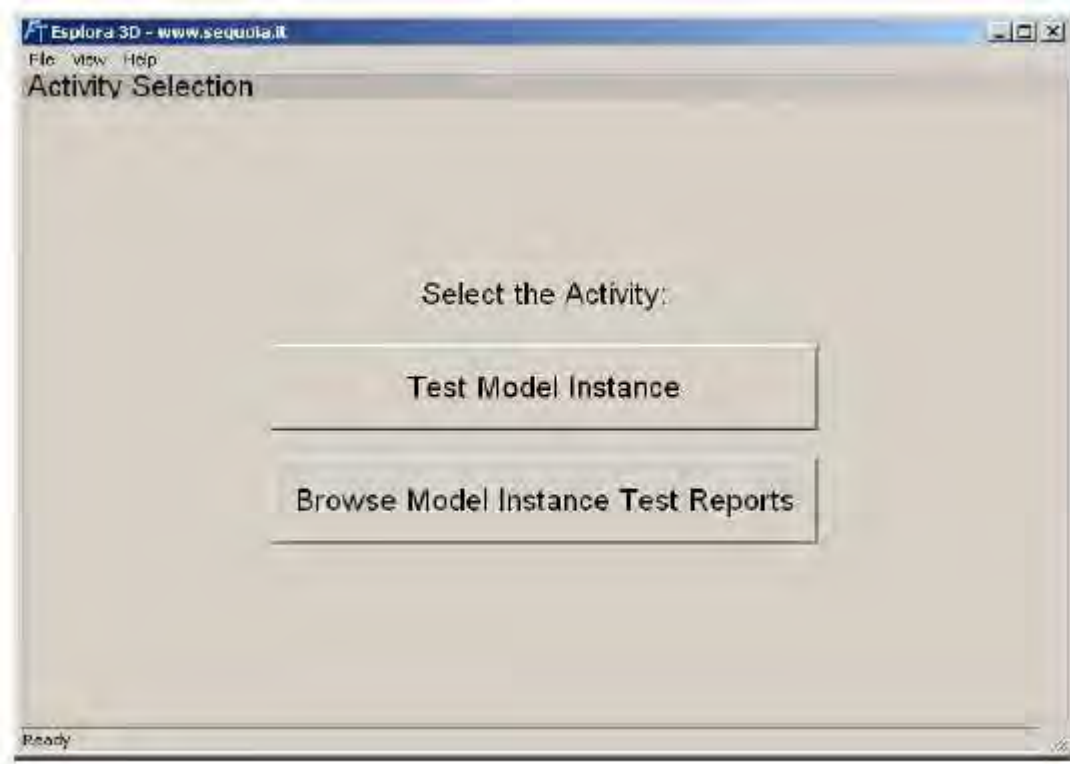 Esplora 3D - www.sequoia.it
File View Help
Activity Selection
Select the Activity:
Test Model Instance
Browse Model Instance Test Reports
Ready